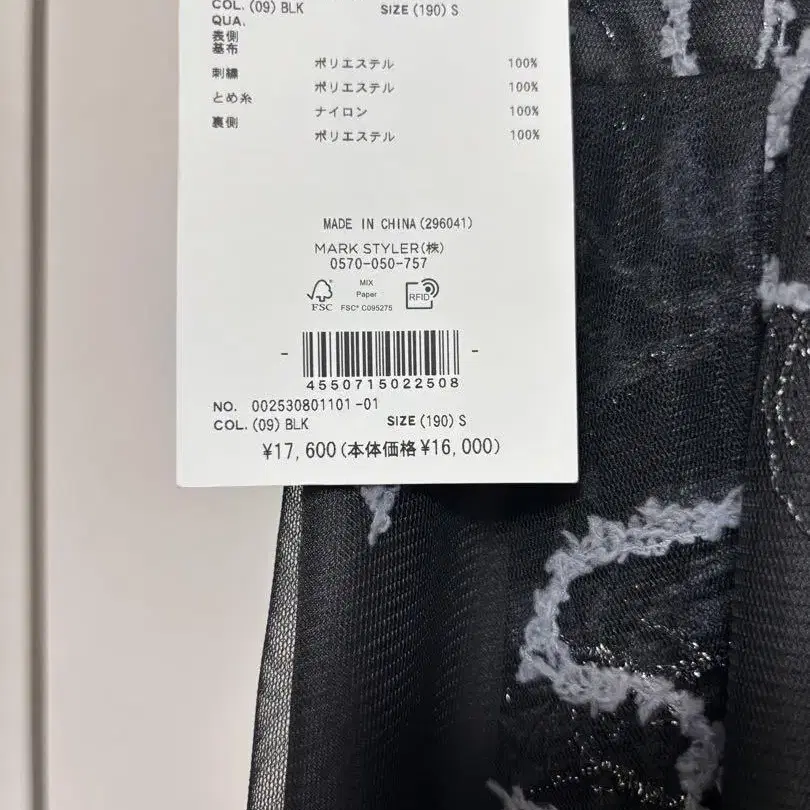 COL. (09) BLK SIZE (190) S
QUA.
表側
基布 ポリエステル 100%
刺繍 ポリエステル 100%
とめ糸 ナイロン 100%
裏側 ポリエステル 100%
MADE IN CHINA (296041)
MARK STYLER(株)
0570-050-757
FSC
MIX
Paper
FSC® C095275
RFID
4550715022508
NO. 002530801101-01
COL. (09) BLK SIZE (190) S
¥17,600(本体価格¥16,000)